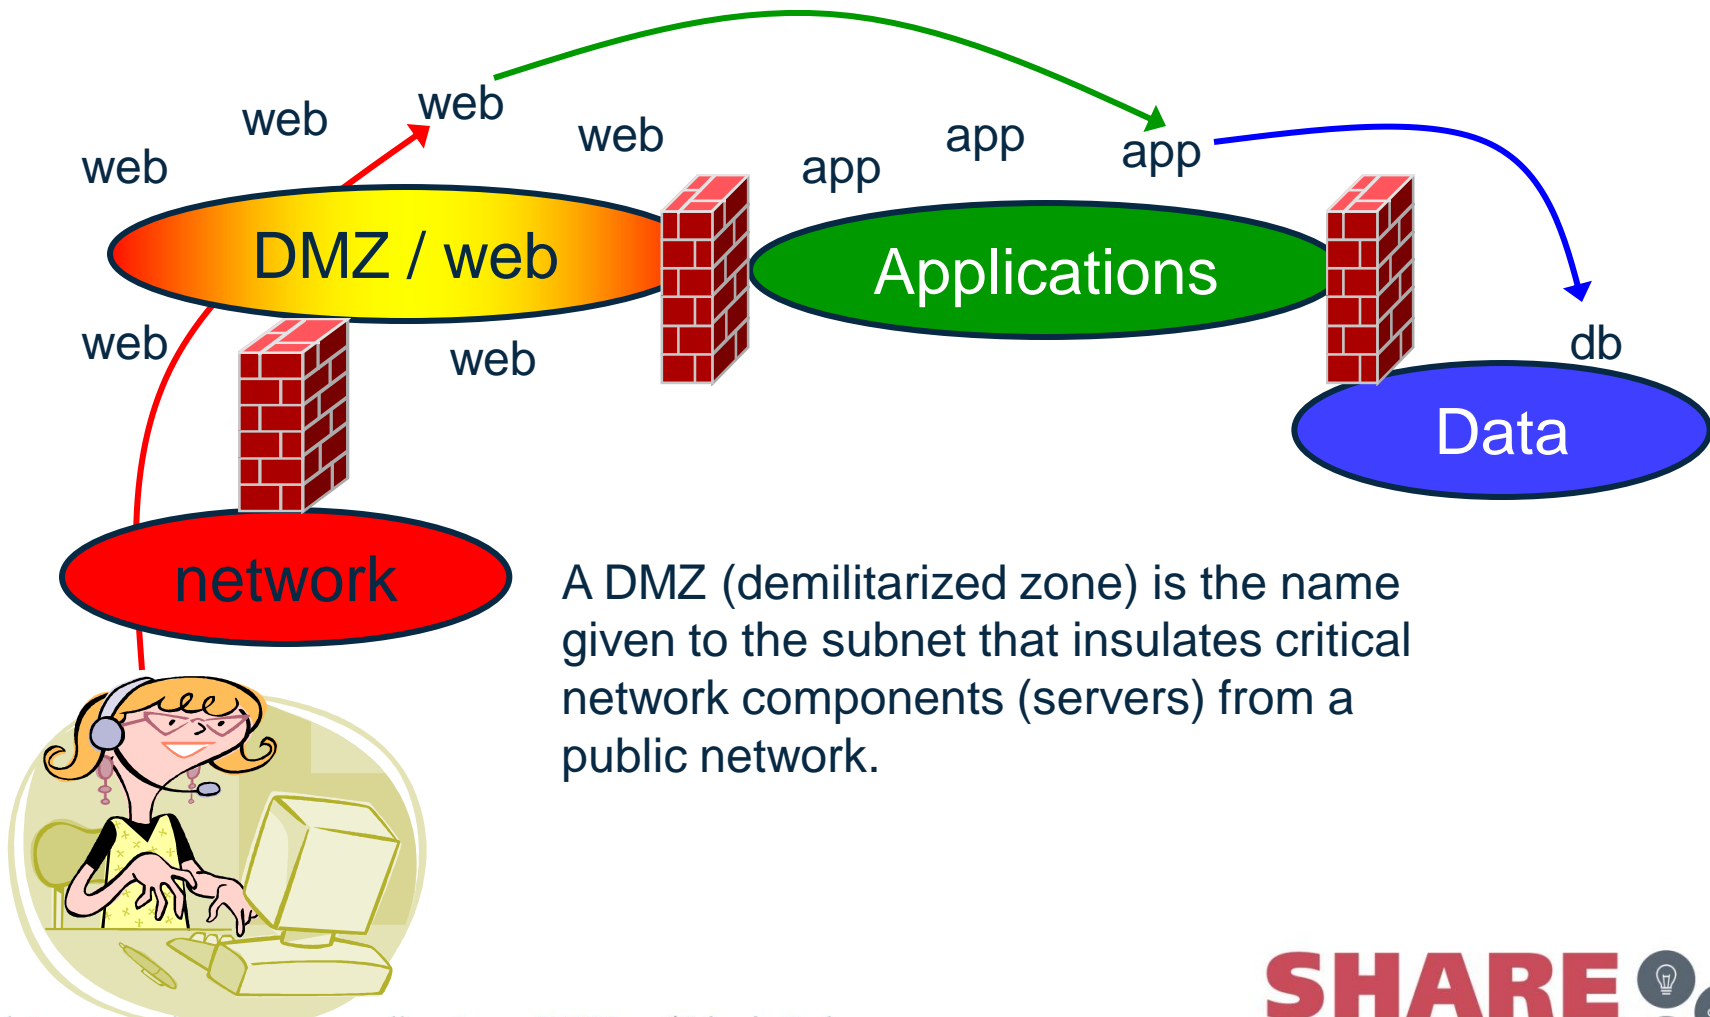 web
web
web
web
app
app
app
DMZ / web
Applications
web
web
db
Data
network
A DMZ (demilitarized zone) is the name
given to the subnet that insulates critical
network components (servers) from a
public network.
SHARE